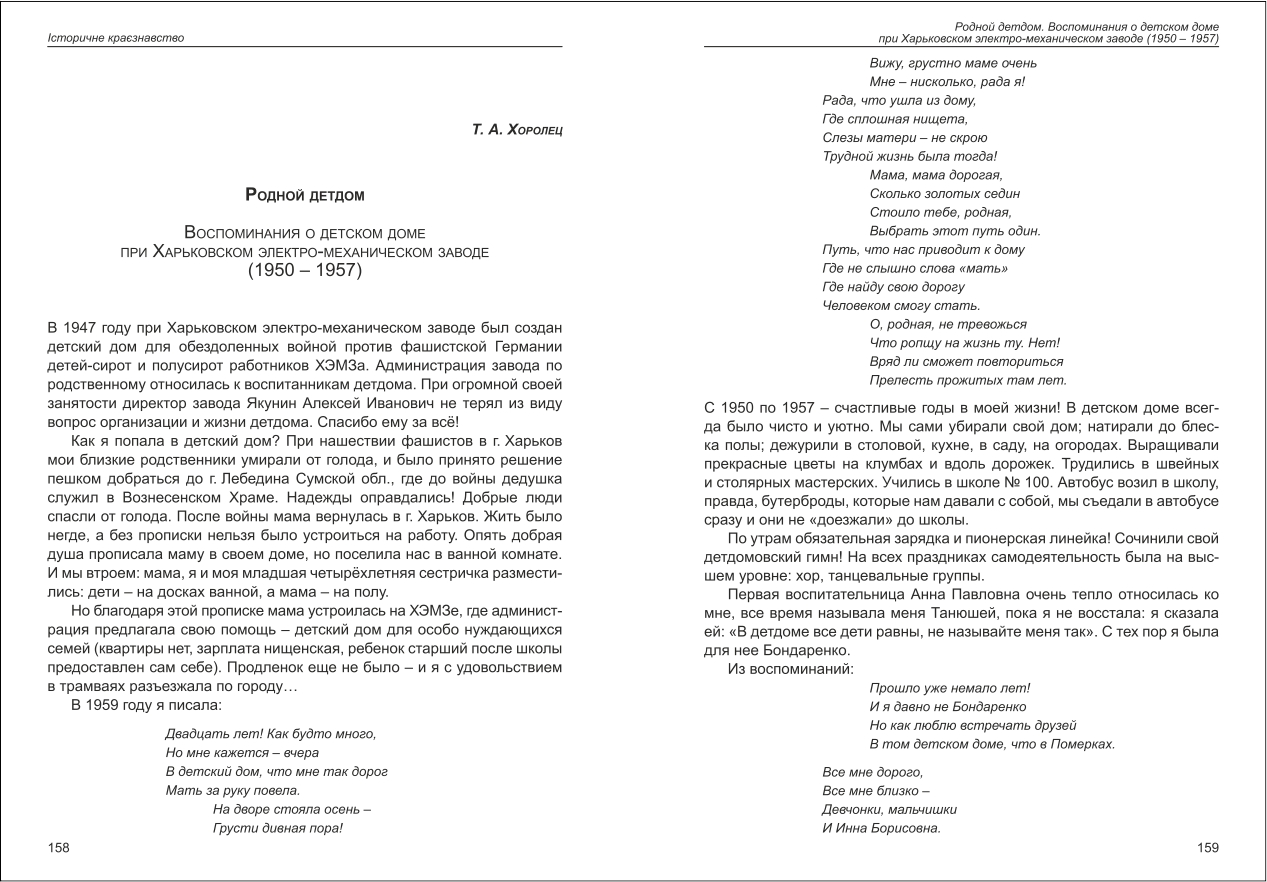 Історичне краєзнавство
Т. А. Хоролец
Родной детдом
Воспоминания о детском доме
при Харьковском электро-механическом заводе
(1950 – 1957)
В 1947 году при Харьковском электро-механическом заводе был создан
детский дом для обездоленных войной против фашистской Германии
детей-сирот и полусирот работников ХЭМЗа. Администрация завода по
родственному относилась к воспитанникам детдома. При огромной своей
занятости директор завода Якунин Алексей Иванович не терял из виду
вопрос организации и жизни детдома. Спасибо ему за всё!
Как я попала в детский дом? При нашествии фашистов в г. Харьков
мои близкие родственники умирали от голода, и было принято решение
пешком добраться до г. Лебедина Сумской обл., где до войны дедушка
служил в Вознесенском Храме. Надежды оправдались! Добрые люди
спасли от голода. После войны мама вернулась в г. Харьков. Жить было
негде, а без прописки нельзя было устроиться на работу. Опять добрая
душа прописала маму в своем доме, но поселила нас в ванной комнате.
И мы втроем: мама, я и моя младшая четырёхлетняя сестричка размести-
лись: дети – на досках ванной, а мама – на полу.
Но благодаря этой прописке мама устроилась на ХЭМЗе, где админист-
рация предлагала свою помощь – детский дом для особо нуждающихся
семей (квартиры нет, зарплата нищенская, ребенок старший после школы
предоставлен сам себе). Продленок еще не было – и я с удовольствием
в трамваях разъезжала по городу…
В 1959 году я писала:
Двадцать лет! Как будто много,
Но мне кажется – вчера
В детский дом, что мне так дорог
Мать за руку повела.
На дворе стояла осень –
Грусти дивная пора!
158
Родной детдом. Воспоминания о детском доме
при Харьковском электро-механическом заводе (1950 – 1957)
Вижу, грустно маме очень
Мне – нисколько, рада я!
Рада, что ушла из дому,
Где сплошная нищета,
Слезы матери – не скрою
Трудной жизнь была тогда!
Мама, мама дорогая,
Сколько золотых седин
Стоило тебе, родная,
Выбрать этот путь один.
Путь, что нас приводит к дому
Где не слышно слова «мать»
Где найду свою дорогу
Человеком смогу стать.
О, родная, не тревожься
Что ропщу на жизнь ту. Нет!
Вряд ли сможет повториться
Прелесть прожитых там лет.
С 1950 по 1957 – счастливые годы в моей жизни! В детском доме всег-
да было чисто и уютно. Мы сами убирали свой дом; натирали до блес-
ка полы; дежурили в столовой, кухне, в саду, на огородах. Выращивали
прекрасные цветы на клумбах и вдоль дорожек. Трудились в швейных
и столярных мастерских. Учились в школе № 100. Автобус возил в школу,
правда, бутерброды, которые нам давали с собой, мы съедали в автобусе
сразу и они не «доезжали» до школы.
По утрам обязательная зарядка и пионерская линейка! Сочинили свой
детдомовский гимн! На всех праздниках самодеятельность была на выс-
шем уровне: хор, танцевальные группы.
Первая воспитательница Анна Павловна очень тепло относилась ко
мне, все время называла меня Танюшей, пока я не восстала: я сказала
ей: «В детдоме все дети равны, не называйте меня так». С тех пор я была
для нее Бондаренко.
Из воспоминаний:
Прошло уже немало лет!
И я давно не Бондаренко
Но как люблю встречать друзей
В том детском доме, что в Померках.
Все мне дорого,
Все мне близко –
Девчонки, мальчишки
И Инна Борисовна.
159